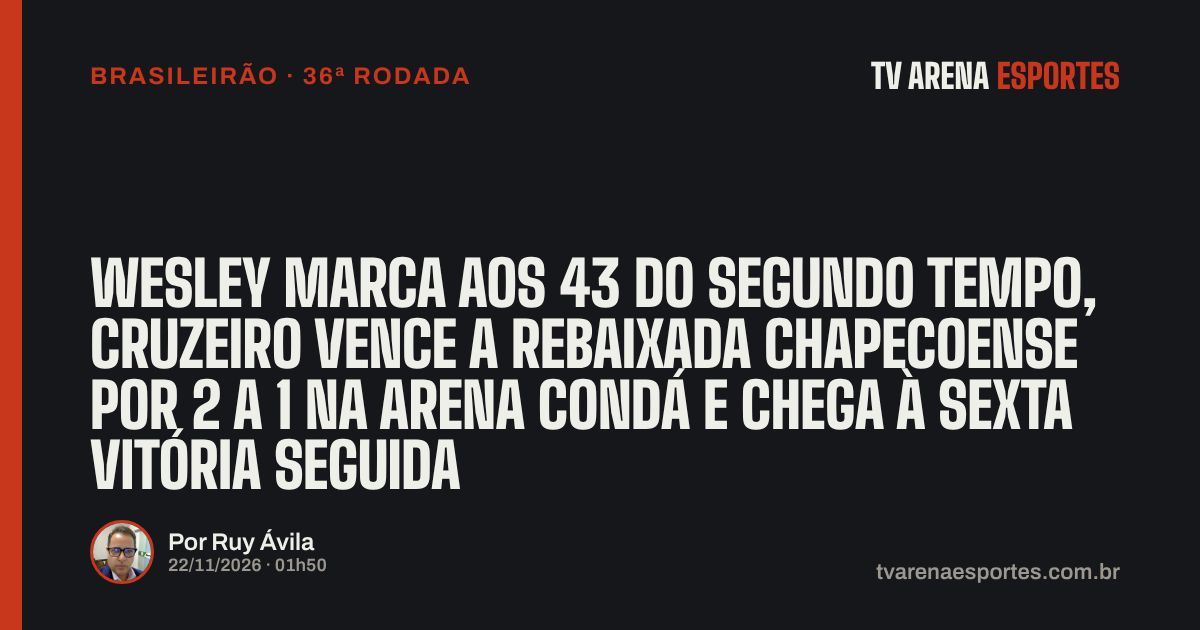 BRASILEIRÃO · 36ª RODADA
TV ARENA ESPORTES
WESLEY MARCA AOS 43 DO SEGUNDO TEMPO,
CRUZEIRO VENCE A REBAIXADA CHAPECOENSE
POR 2 A 1 NA ARENA CONDÁ E CHEGA À SEXTA
VITÓRIA SEGUIDA
Por Ruy Ávila
22/11/2026 · 01h50
tvarenaesportes.com.br